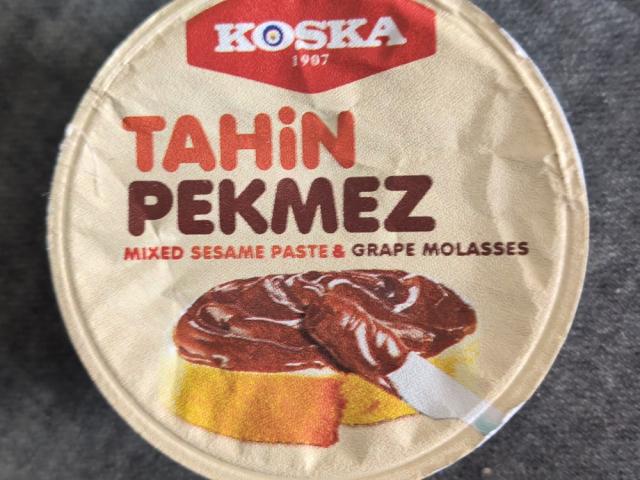 KOSKA
1907
TAHiN
PEKMEZ
MIXED SESAME PASTE & GRAPE MOLASSES